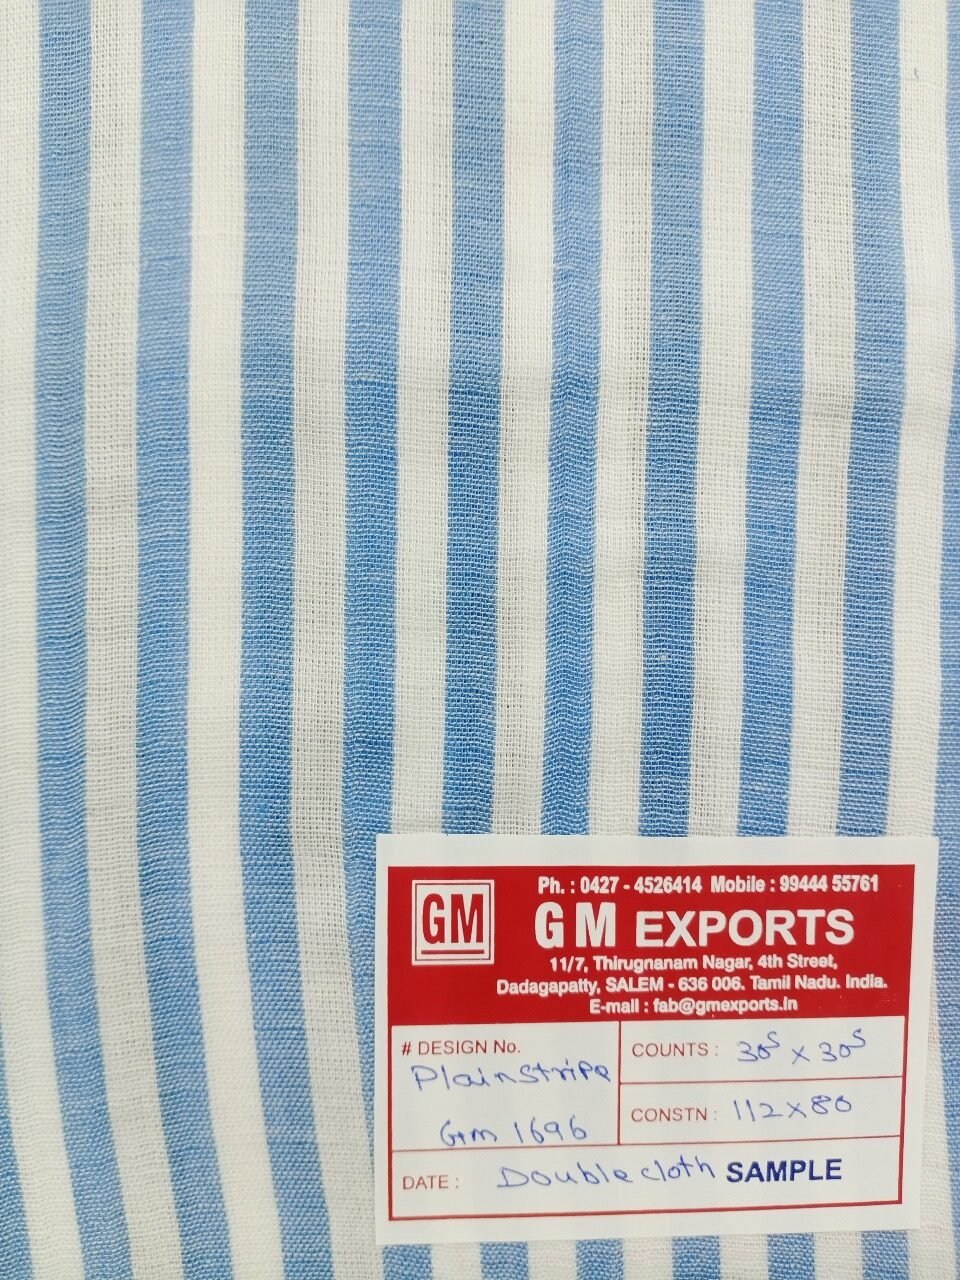 GM
Ph. : 0427 - 4526414 Mobile : 99444 55761
GM EXPORTS
11/7, Thirugnanam Nagar, 4th Street,
Dadagapatty, SALEM - 636 006. Tamil Nadu. India.
E-mail : fab@gmexports.in
# DESIGN No.
Plainstripe
Gm 1696
COUNTS : 30s x 30s
CONSTN : 112x80
DATE : Double cloth SAMPLE